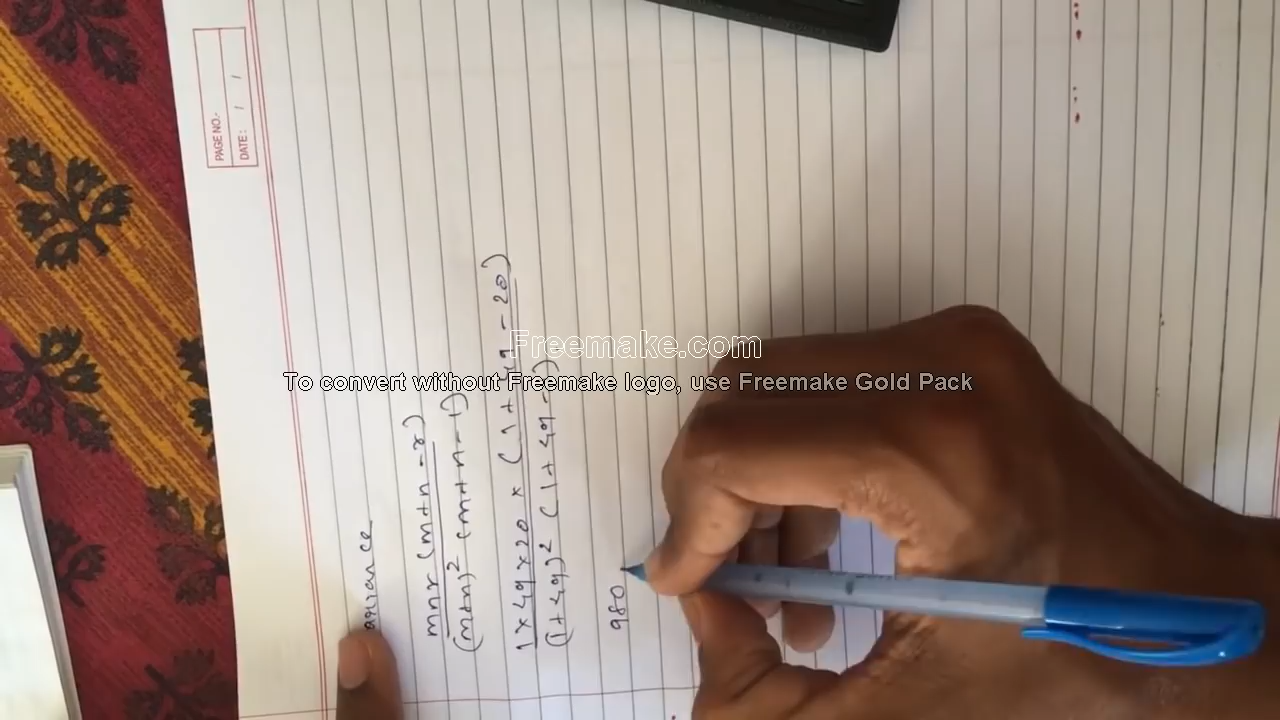 PAGE NO.:
DATE: / /
mnr (m+n-r)
(m+n)² (m+n-1)
1 × 49 × 20 × (1 + 49 - 20)
(1 + 49)² (1 + 49 - 1)
980
Freemake.com
To convert without Freemake logo, use Freemake Gold Pack